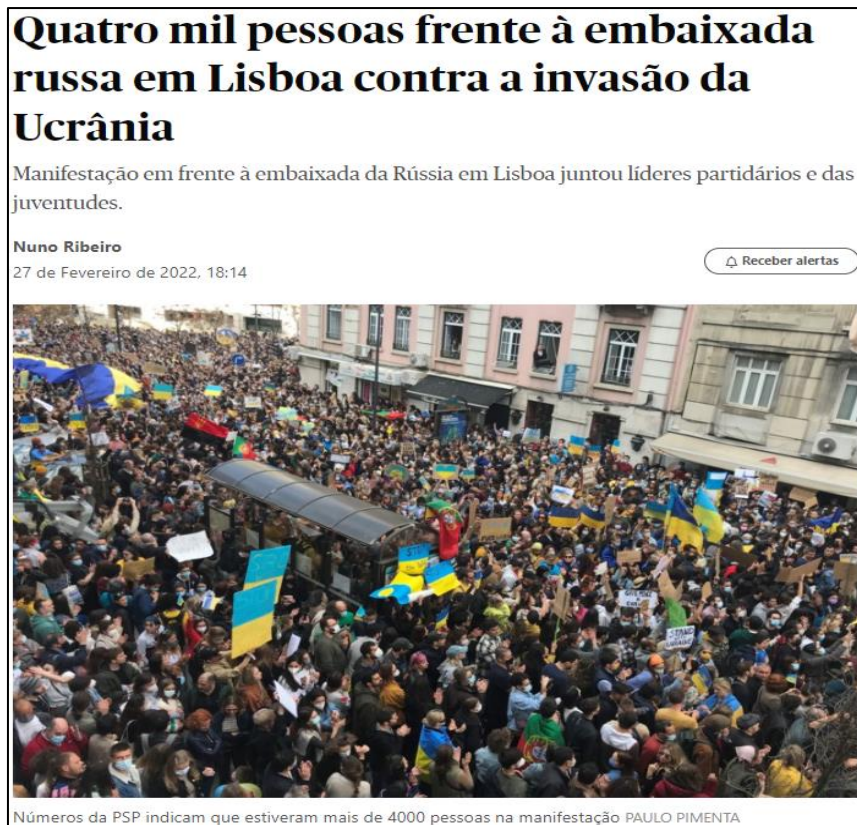 Quatro mil pessoas frente à embaixada
russa em Lisboa contra a invasão da
Ucrânia
Manifestação em frente à embaixada da Rússia em Lisboa juntou líderes partidários e das
juventudes.
Nuno Ribeiro
27 de Fevereiro de 2022, 18:14
Receber alertas
STOP
Números da PSP indicam que estiveram mais de 4000 pessoas na manifestação PAULO PIMENTA